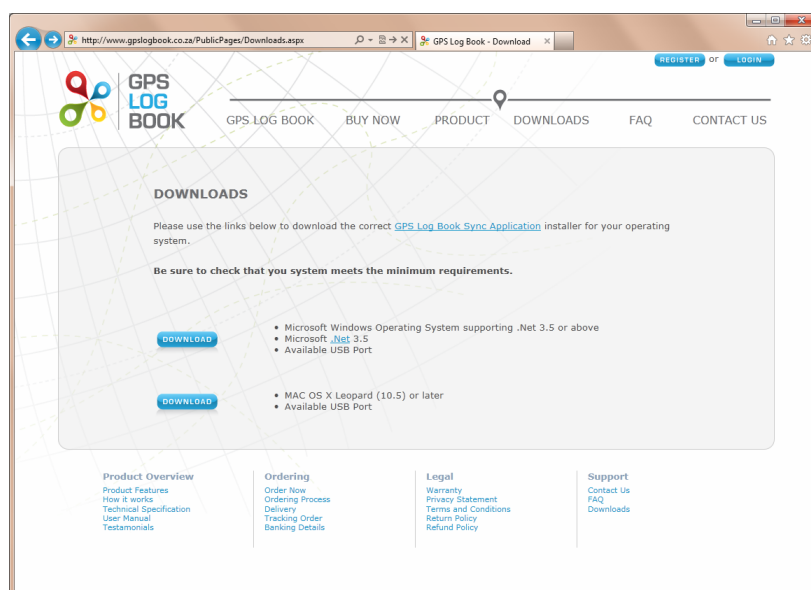 http://www.gpslogbook.co.za/PublicPages/Downloads.aspx
GPS Log Book - Download
REGISTER or LOGIN
GPS
LOG
BOOK
GPS LOG BOOK BUY NOW PRODUCT DOWNLOADS FAQ CONTACT US
DOWNLOADS
Please use the links below to download the correct GPS Log Book Sync Application installer for your operating
system.
Be sure to check that you system meets the minimum requirements.
DOWNLOAD
• Microsoft Windows Operating System supporting .Net 3.5 or above
• Microsoft .Net 3.5
• Available USB Port
DOWNLOAD
• MAC OS X Leopard (10.5) or later
• Available USB Port
Product Overview
Product Features
How it works
Technical Specification
User Manual
Testamonials
Ordering
Order Now
Ordering Process
Delivery
Tracking Order
Banking Details
Legal
Warranty
Privacy Statement
Terms and Conditions
Return Policy
Refund Policy
Support
Contact Us
FAQ
Downloads